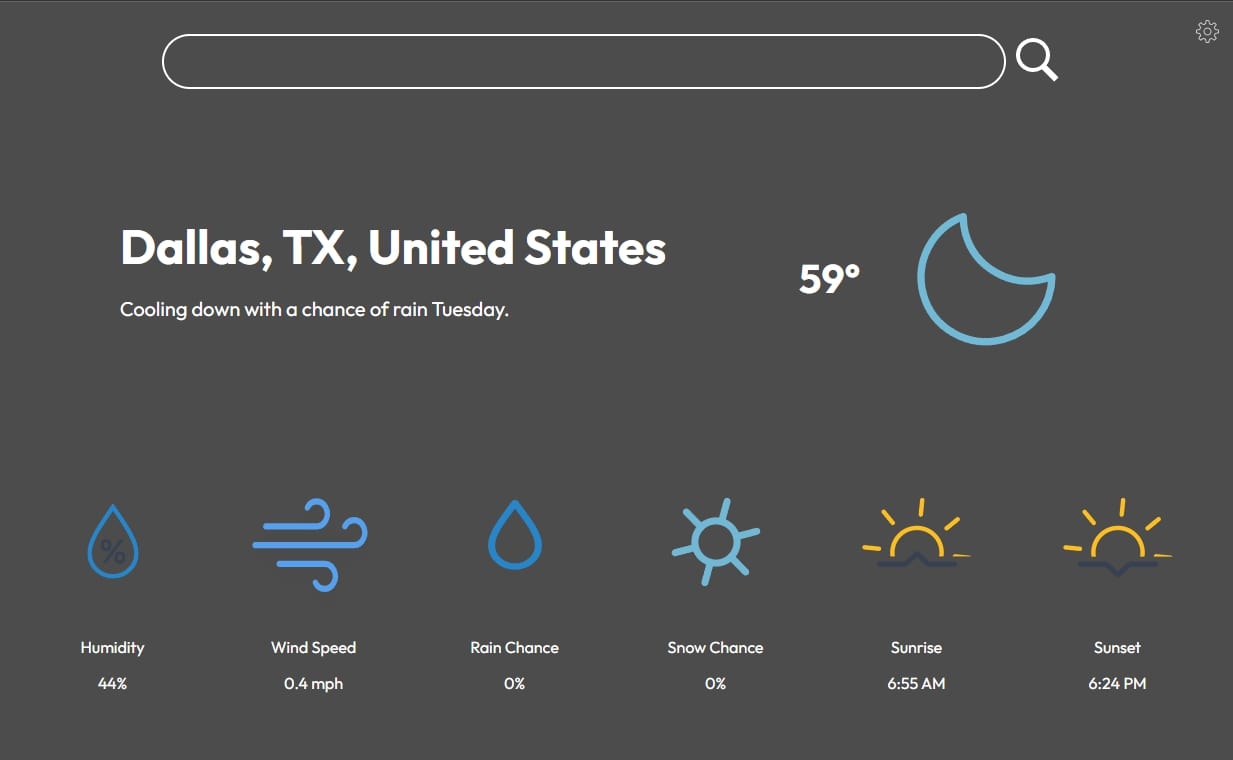 Dallas, TX, United States
Cooling down with a chance of rain Tuesday.
59°
%
Humidity
44%
Wind Speed
0.4 mph
Rain Chance
0%
Snow Chance
0%
Sunrise
6:55 AM
Sunset
6:24 PM